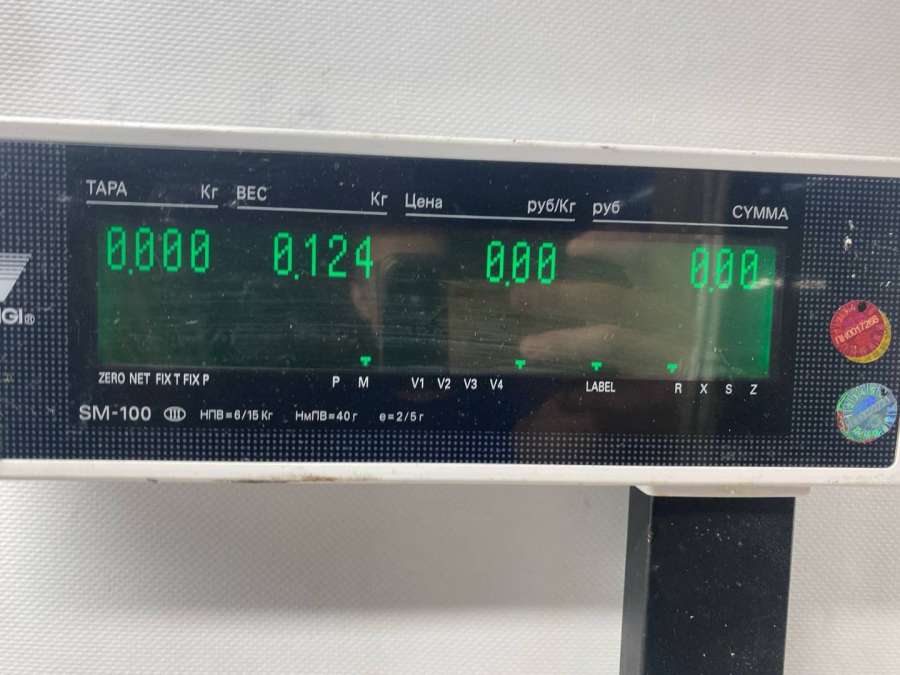 ТАРА Кг ВЕС Кг Цена руб/Кг руб СУММА
0.000 0.124 0.00 0.00
ZERO NET FIX T FIX P P M V1 V2 V3 V4 LABEL R X S Z
SM-100 III НПВ=6/15 Кг НмПВ=40 г e=2/5 г